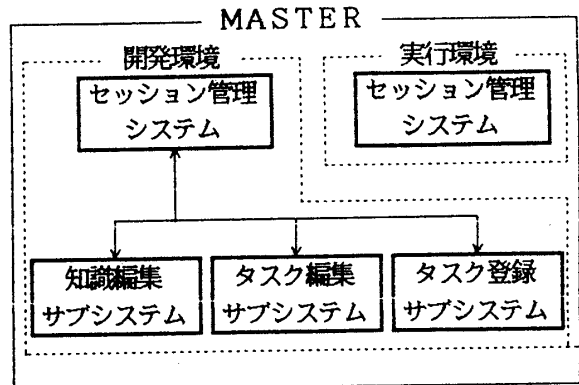 MASTER
開発環境
実行環境
セッション管理
システム
セッション管理
システム
知識編集
サブシステム
タスク編集
サブシステム
タスク登録
サブシステム